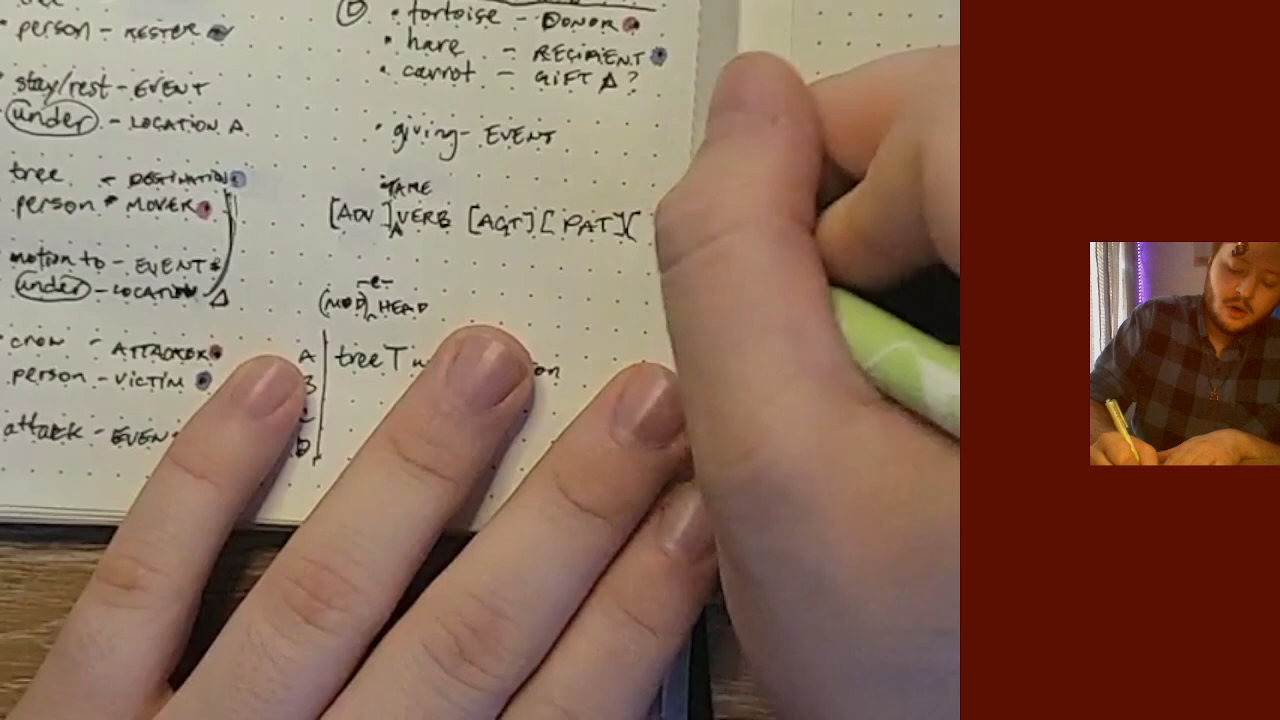 person - RESTER
stay/rest - EVENT
under - LOCATION Δ
tree - DESTINATION
person - MOVER
motion to - EVENT
under - LOCATION Δ
crow - ATTACKER
person - VICTIM
attack - EVEN
D • tortoise - DONOR
• hare - RECIPIENT
• carrot - GIFT Δ ?
• giving - EVENT
TAME
[ADV] VERB [AGT] [PAT] [
-e-
(MOD) HEAD
A tree